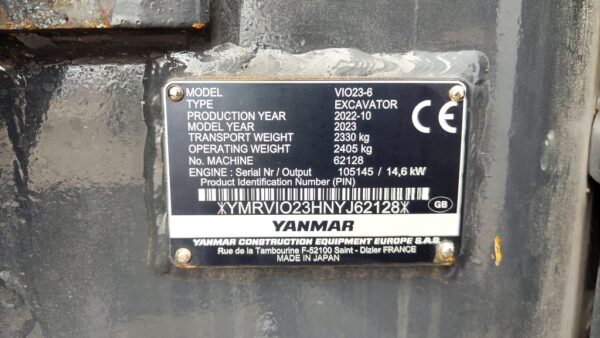 MODEL VIO23-6
TYPE EXCAVATOR
PRODUCTION YEAR 2022-10
MODEL YEAR 2023
TRANSPORT WEIGHT 2330 kg
OPERATING WEIGHT 2405 kg
No. MACHINE 62128
ENGINE : Serial Nr / Output 105145 / 14,6 kW
Product Identification Number (PIN)
YMRVIO23HNYJ62128
GB
CE
YANMAR
YANMAR CONSTRUCTION EQUIPMENT EUROPE S.A.S.
Rue de la Tambourine F-52100 Saint - Dizier FRANCE
MADE IN JAPAN